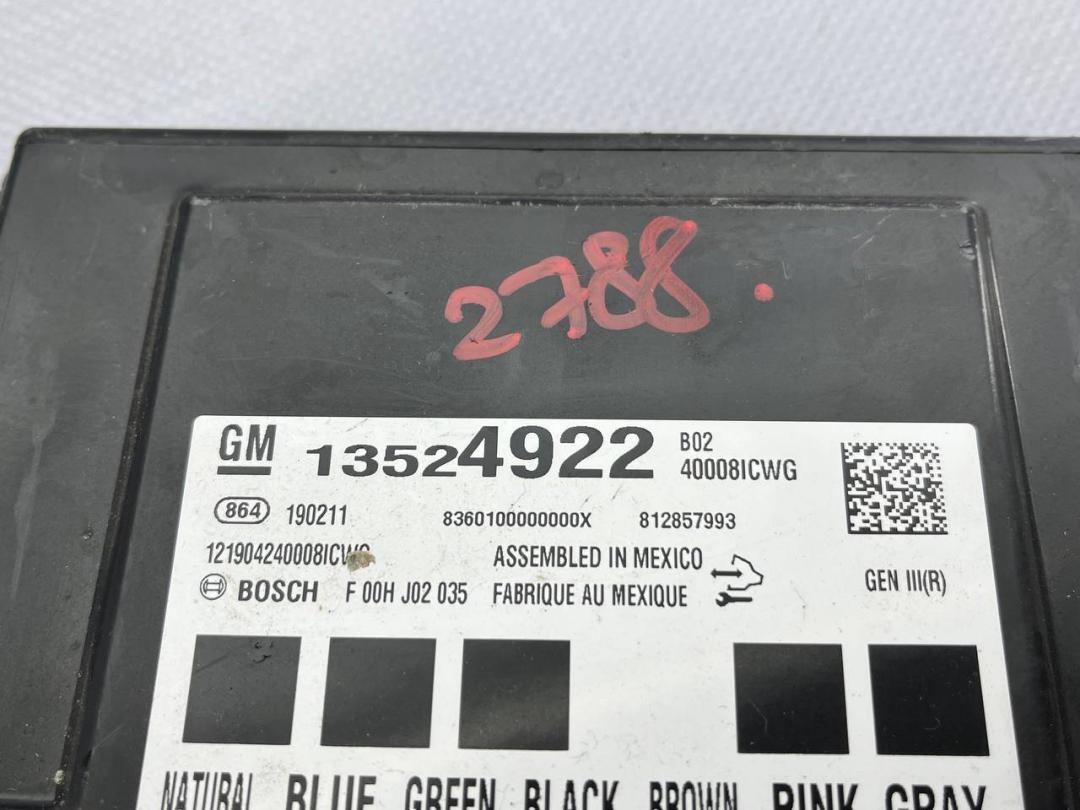 2788.
GM 13524922 B02
40008ICWG
864 190211 8360100000000X 812857993
121904240008ICWG ASSEMBLED IN MEXICO
BOSCH F 00H J02 035 FABRIQUE AU MEXIQUE GEN III(R)
NATURAL BLUE GREEN BLACK BROWN PINK GRAY